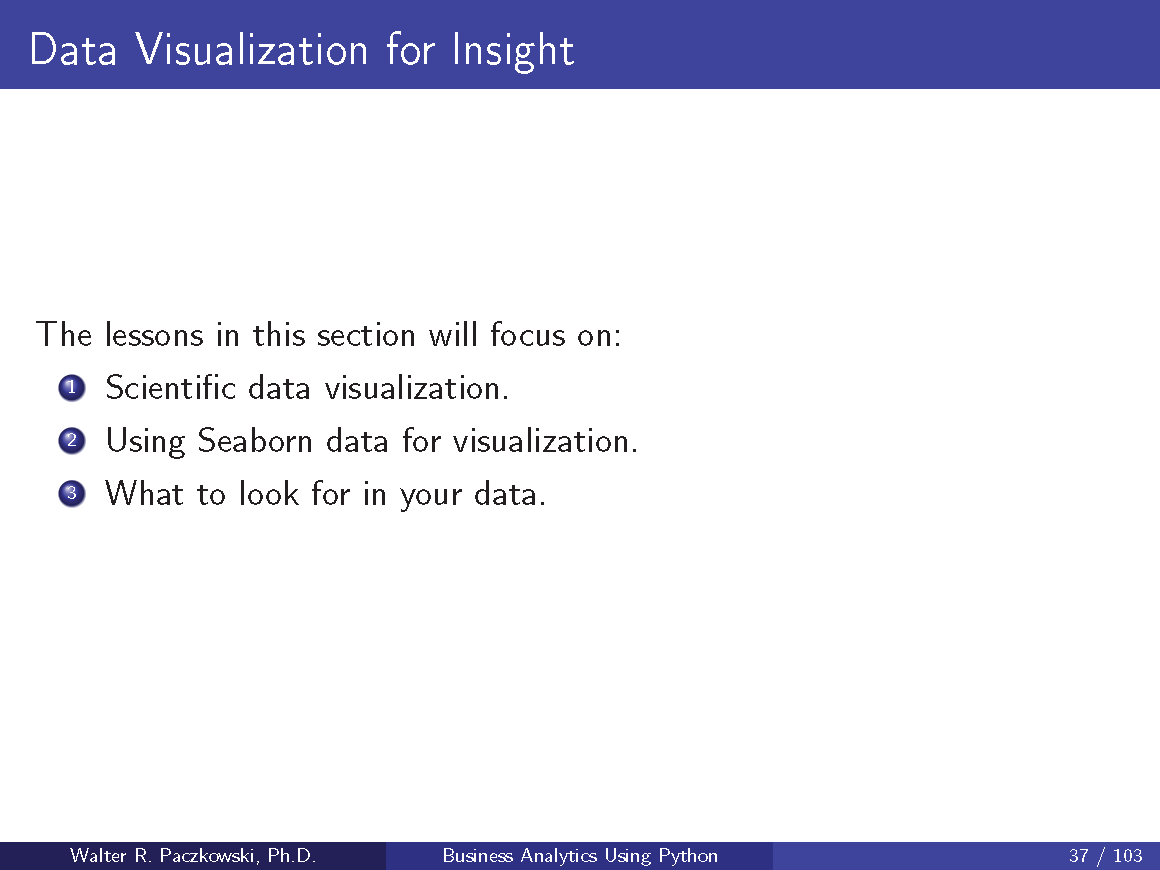 Data Visualization for Insight
The lessons in this section will focus on:
1 Scientific data visualization.
2 Using Seaborn data for visualization.
3 What to look for in your data.
Walter R. Paczkowski, Ph.D. Business Analytics Using Python 37 / 103